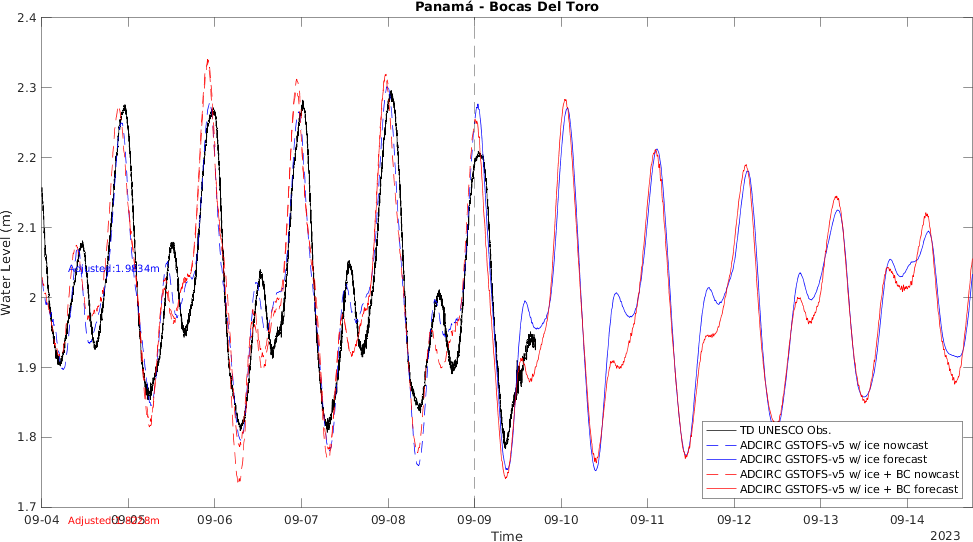 Panamá - Bocas Del Toro
2.4
2.3
2.2
2.1
2
1.9
1.8
1.7
Water Level (m)
TD UNESCO Obs.
ADCIRC GSTOFS-v5 w/ ice nowcast
ADCIRC GSTOFS-v5 w/ ice forecast
ADCIRC GSTOFS-v5 w/ ice + BC nowcast
ADCIRC GSTOFS-v5 w/ ice + BC forecast
09-04 09-05 09-06 09-07 09-08 09-09 09-10 09-11 09-12 09-13 09-14
Time
2023